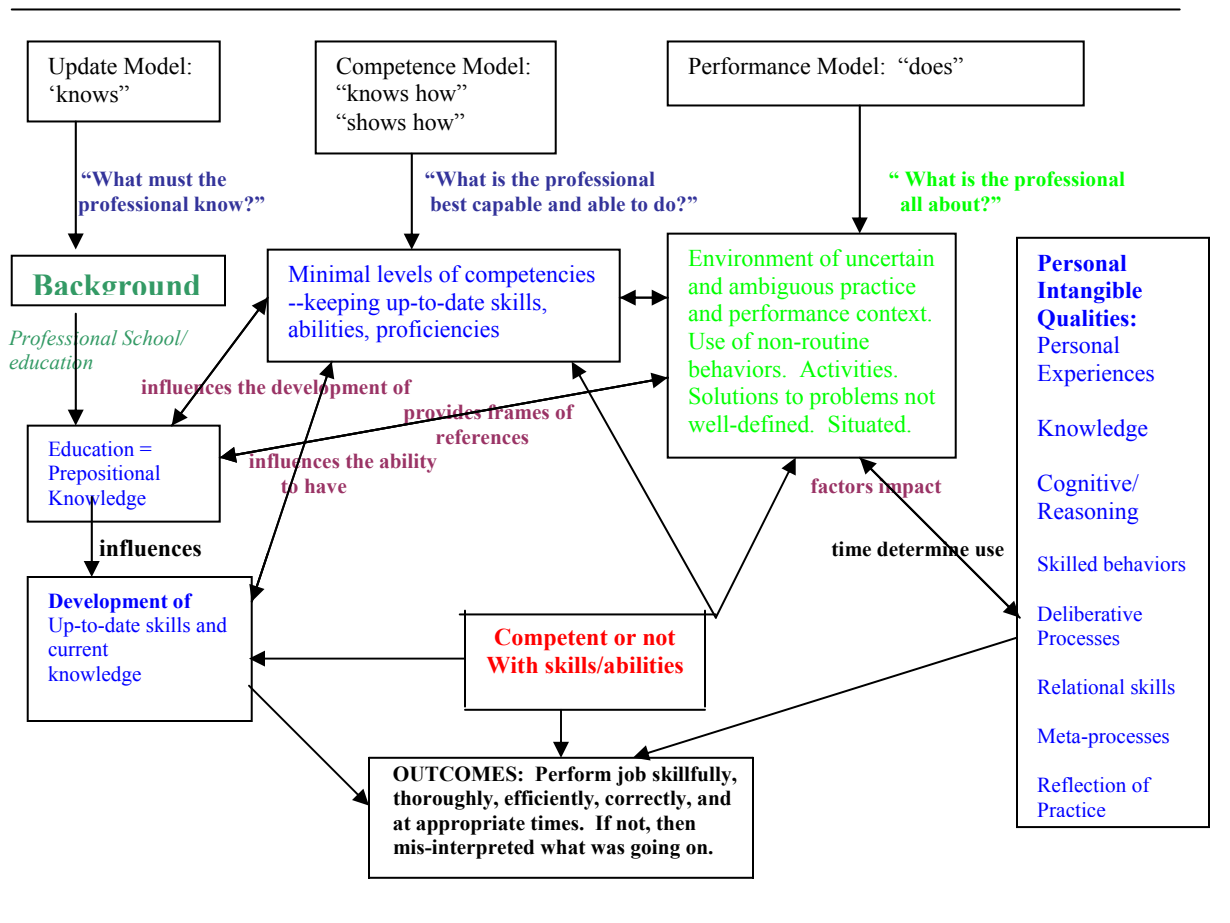 Update Model:
‘knows”
Competence Model:
“knows how”
“shows how”
Performance Model: “does”
“What must the
professional know?”
“What is the professional
best capable and able to do?”
“ What is the professional
all about?”
Background
Professional School/
education
Minimal levels of competencies
--keeping up-to-date skills,
abilities, proficiencies
Environment of uncertain
and ambiguous practice
and performance context.
Use of non-routine
behaviors. Activities.
Solutions to problems not
well-defined. Situated.
Personal
Intangible
Qualities:
Personal
Experiences
Knowledge
Cognitive/
Reasoning
Skilled behaviors
Deliberative
Processes
Relational skills
Meta-processes
Reflection of
Practice
influences the development of
provides frames of
references
influences the ability
to have
factors impact
time determine use
Education =
Prepositional
Knowledge
influences
Development of
Up-to-date skills and
current
knowledge
Competent or not
With skills/abilities
OUTCOMES: Perform job skillfully,
thoroughly, efficiently, correctly, and
at appropriate times. If not, then
mis-interpreted what was going on.